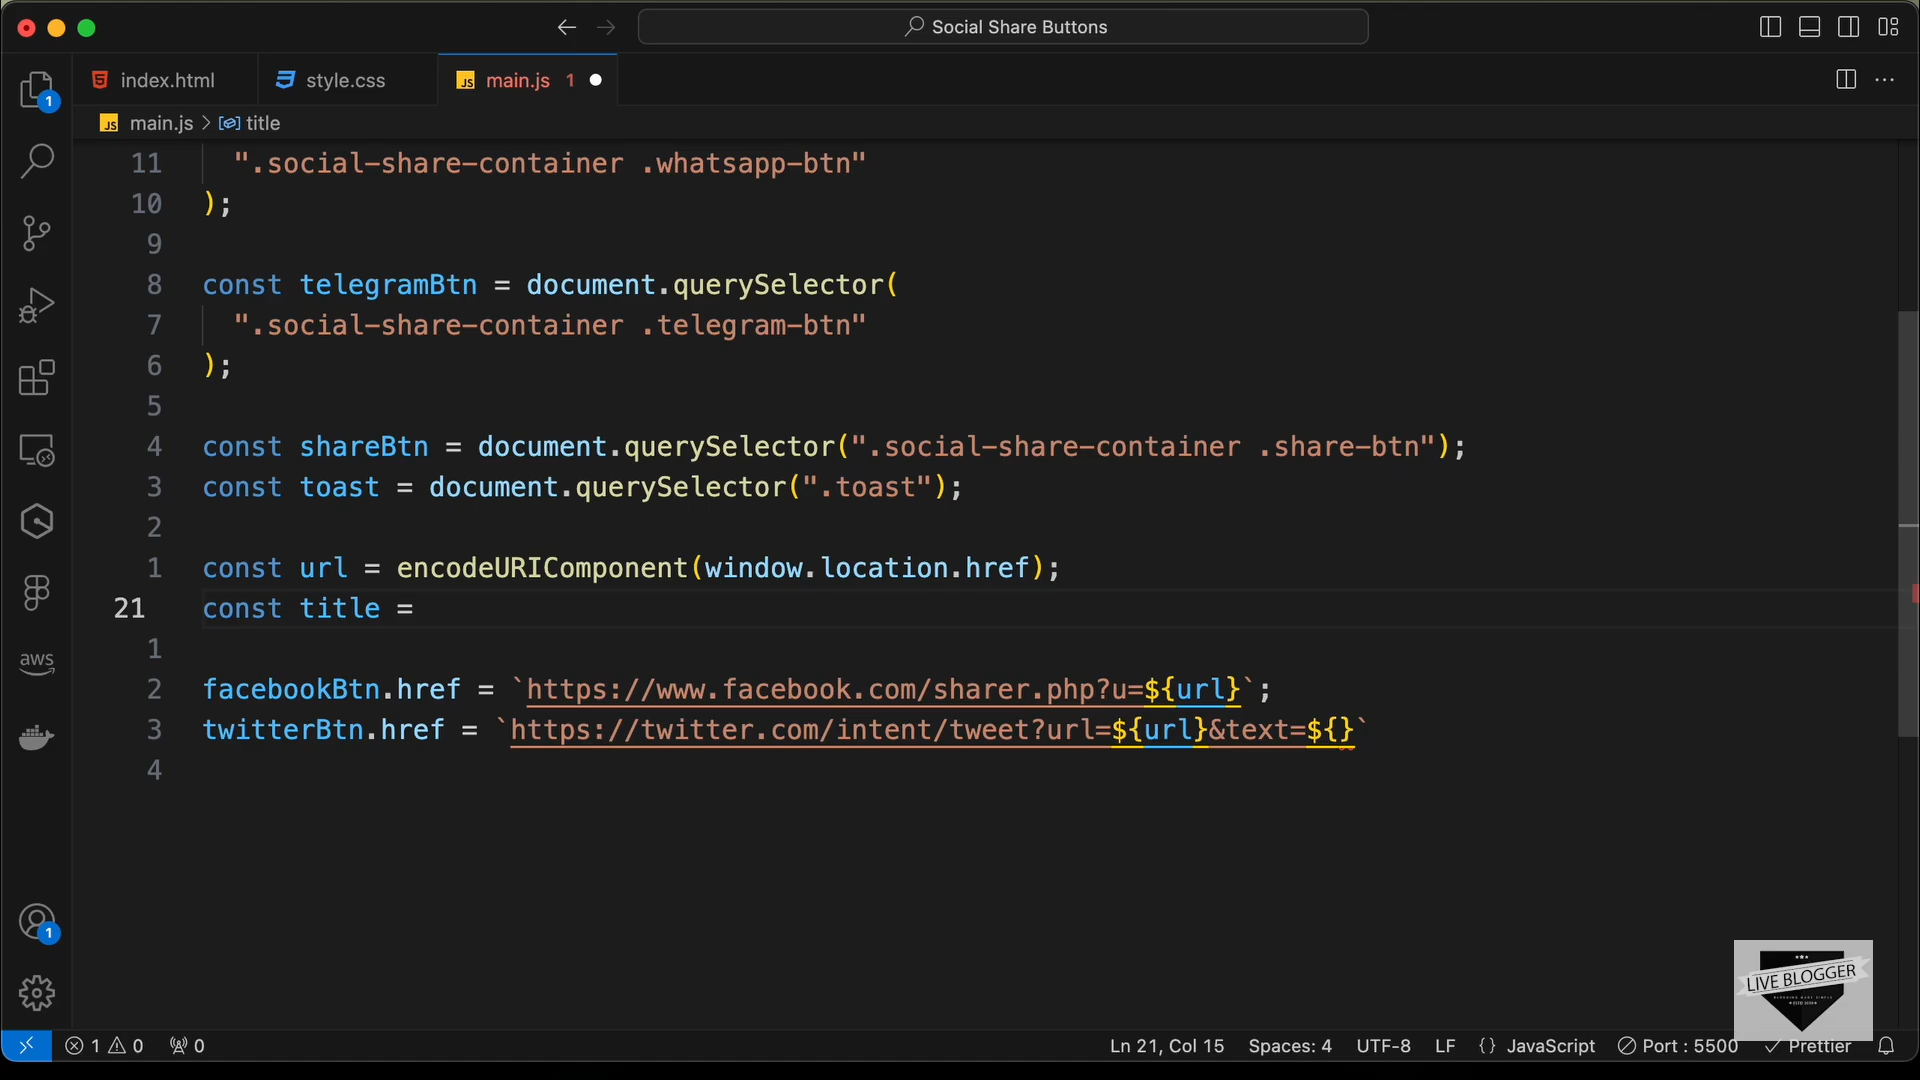 Social Share Buttons
index.html
style.css
JS main.js 1
JS main.js > title
1
11 ".social-share-container .whatsapp-btn"
10 );
9
8 const telegramBtn = document.querySelector(
7 ".social-share-container .telegram-btn"
6 );
5
4 const shareBtn = document.querySelector(".social-share-container .share-btn");
3 const toast = document.querySelector(".toast");
2
1 const url = encodeURIComponent(window.location.href);
21 const title =
1
2 facebookBtn.href = `https://www.facebook.com/sharer.php?u=${url}`;
3 twitterBtn.href = `https://twitter.com/intent/tweet?url=${url}&text=${}`
4
aws
1
LIVE BLOGGER
1 0 0
Ln 21, Col 15 Spaces: 4 UTF-8 LF {} JavaScript Port : 5500 Prettier